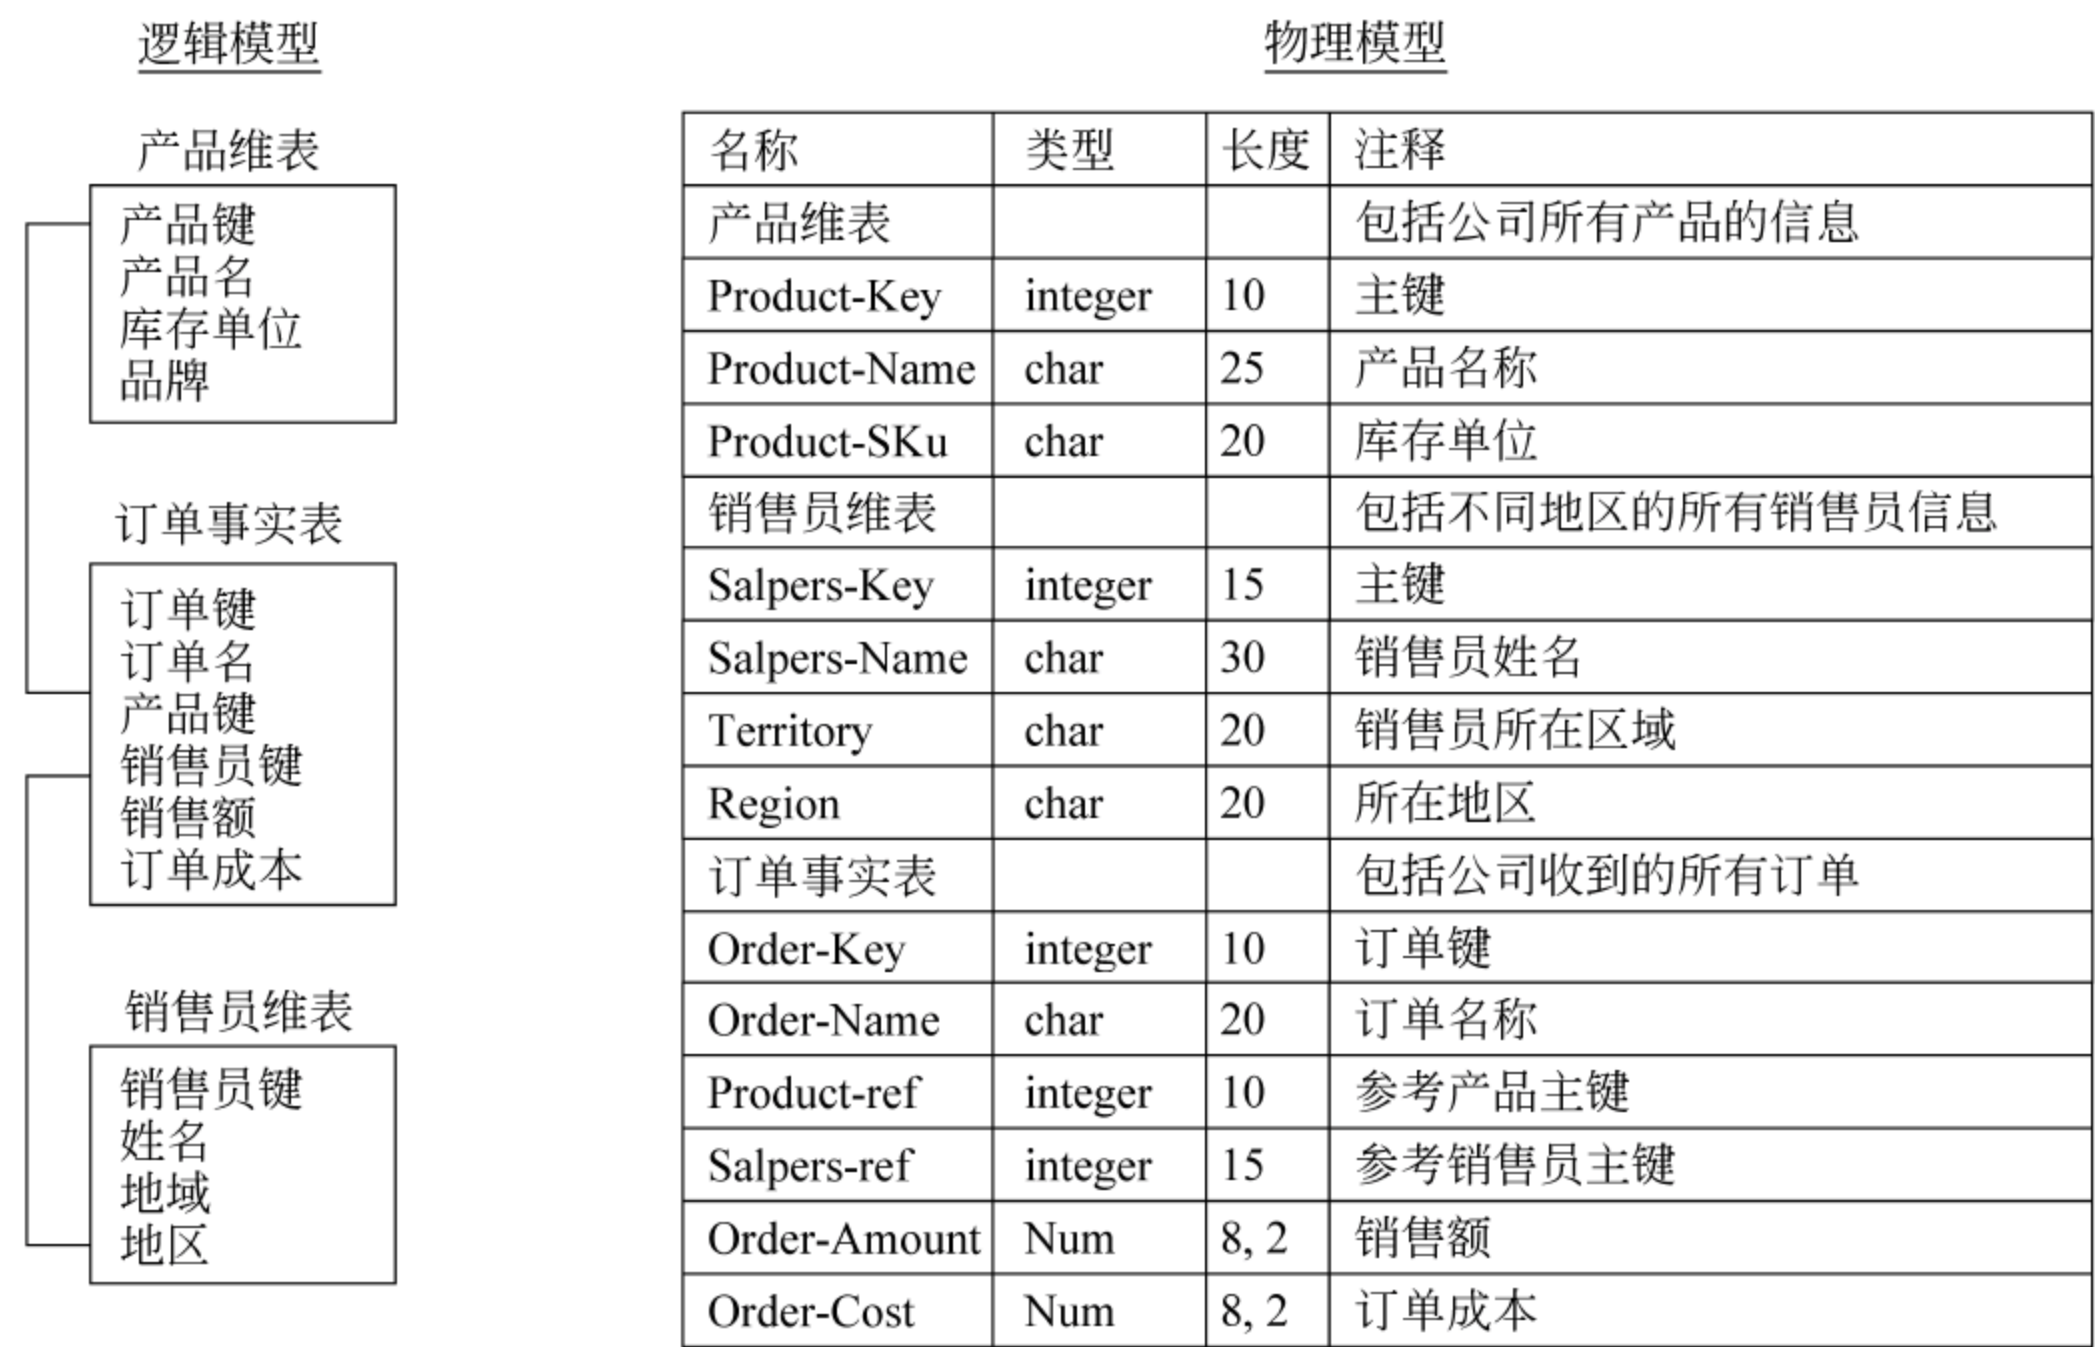 逻辑模型
产品维表
产品键
产品名
库存单位
品牌
订单事实表
订单键
订单名
产品键
销售员键
销售额
订单成本
销售员维表
销售员键
姓名
地域
地区
物理模型
名称 类型 长度 注释
产品维表 包括公司所有产品的信息
Product-Key integer 10 主键
Product-Name char 25 产品名称
Product-SKu char 20 库存单位
销售员维表 包括不同地区的所有销售员信息
Salpers-Key integer 15 主键
Salpers-Name char 30 销售员姓名
Territory char 20 销售员所在区域
Region char 20 所在地区
订单事实表 包括公司收到的所有订单
Order-Key integer 10 订单键
Order-Name char 20 订单名称
Product-ref integer 10 参考产品主键
Salpers-ref integer 15 参考销售员主键
Order-Amount Num 8, 2 销售额
Order-Cost Num 8, 2 订单成本